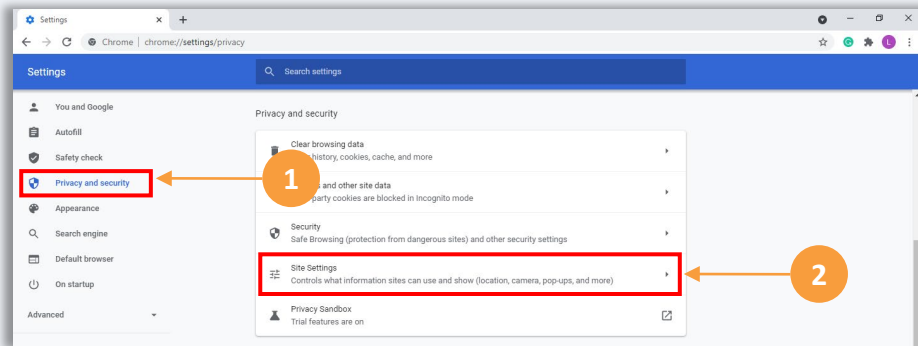 Settings
Chrome | chrome://settings/privacy
L
Settings
Search settings
You and Google
Autofill
Safety check
Privacy and security
Appearance
Search engine
Default browser
On startup
Advanced
Privacy and security
Clear browsing data
history, cookies, cache, and more
and other site data
party cookies are blocked in Incognito mode
Security
Safe Browsing (protection from dangerous sites) and other security settings
Site Settings
Controls what information sites can use and show (location, camera, pop-ups, and more)
Privacy Sandbox
Trial features are on
1
2